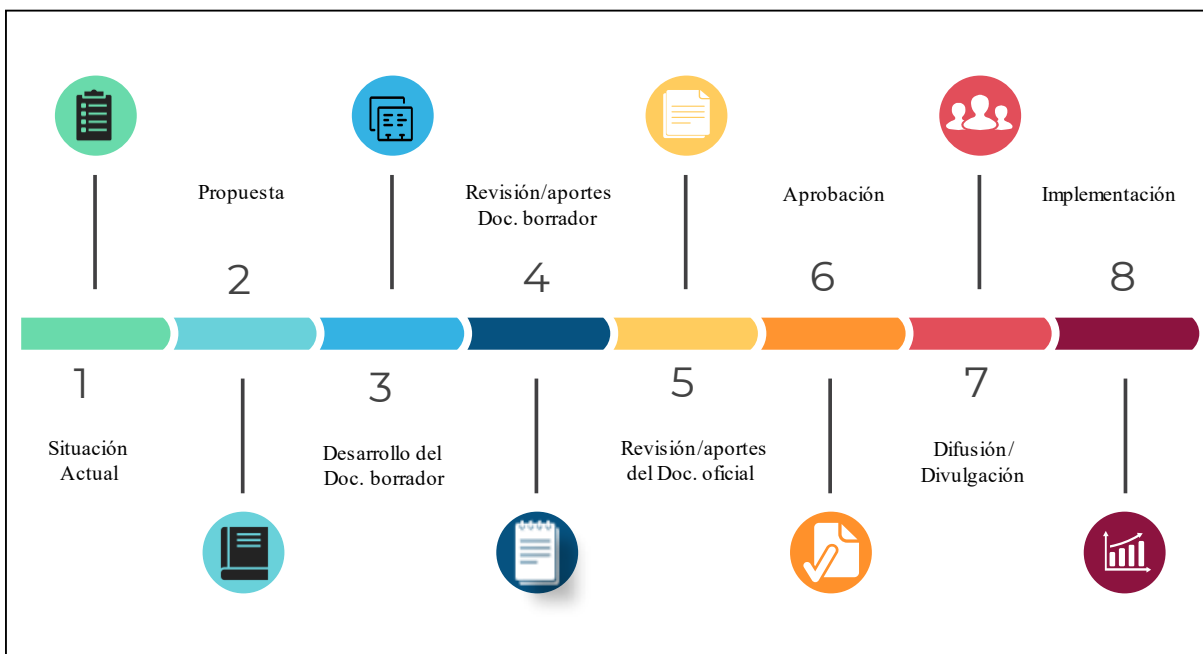 1
Situación
Actual
Propuesta
2
3
Desarrollo del
Doc. borrador
Revisión/aportes
Doc. borrador
4
5
Revisión/aportes
del Doc. oficial
Aprobación
6
7
Difusión/
Divulgación
Implementación
8